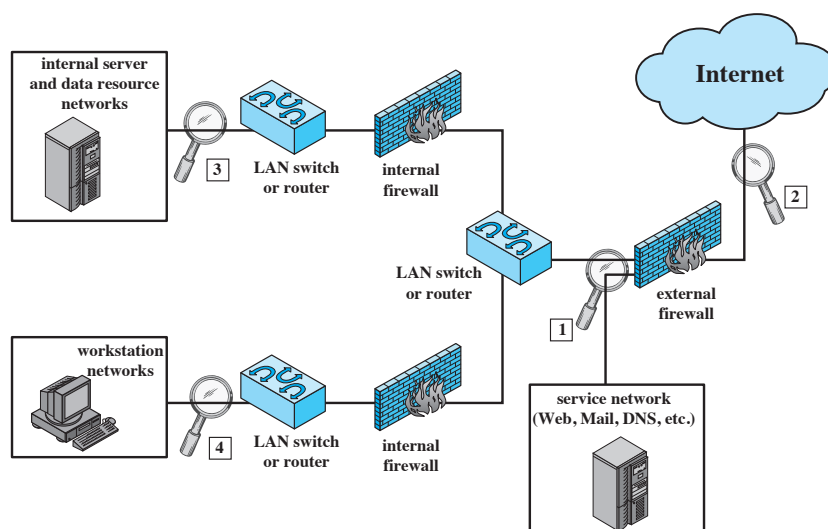 internal server
and data resource
networks
3
LAN switch
or router
internal
firewall
Internet
2
LAN switch
or router
1
external
firewall
workstation
networks
4
LAN switch
or router
internal
firewall
service network
(Web, Mail, DNS, etc.)